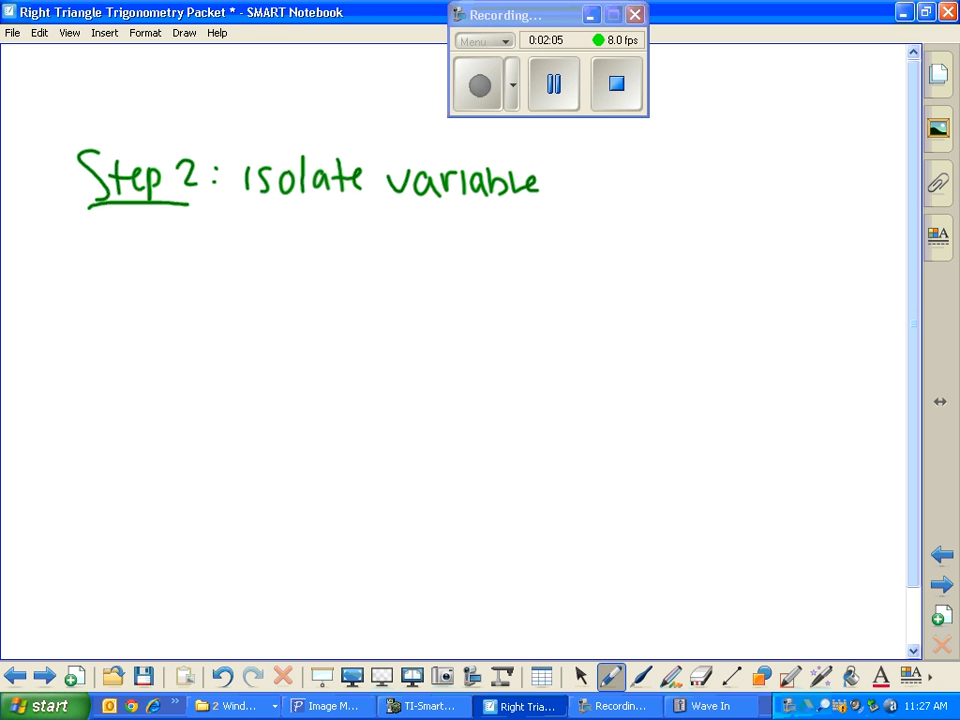 Right Triangle Trigonometry Packet * - SMART Notebook
File Edit View Insert Format Draw Help
Recording...
Menu 0:02:05 8.0 fps
Step 2: isolate variable
start 2 Wind... Image M... TI-Smart... Right Tria... Recordin... Wave In 11:27 AM